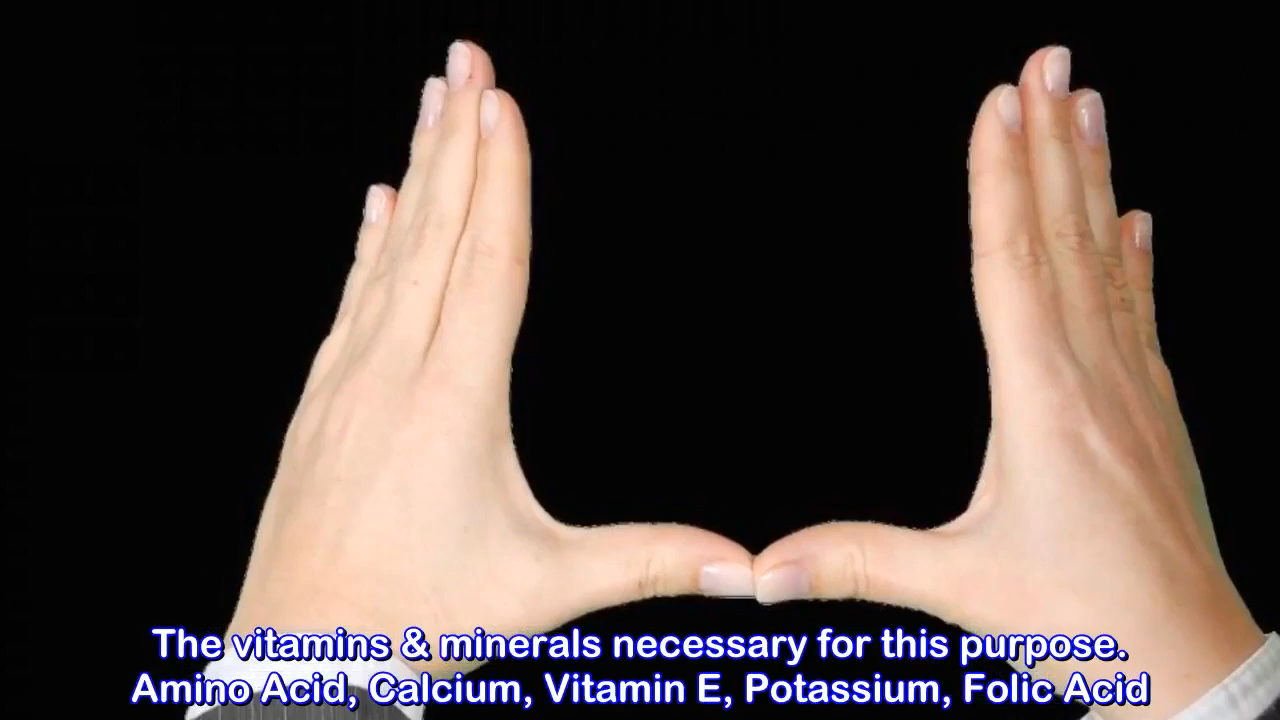 The vitamins & minerals necessary for this purpose.
Amino Acid, Calcium, Vitamin E, Potassium, Folic Acid